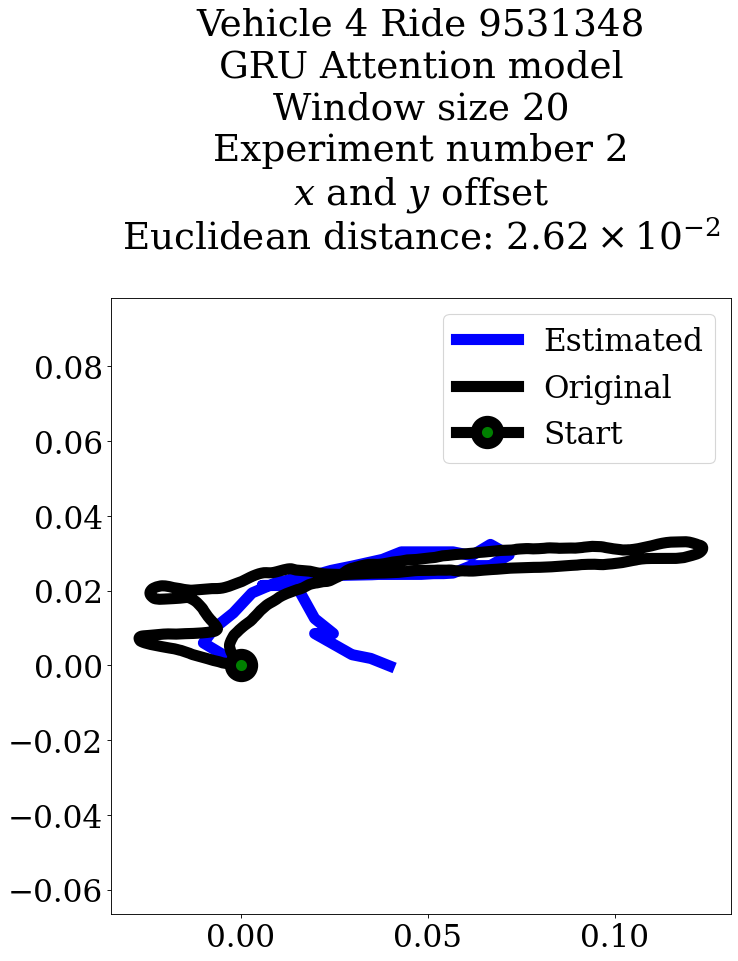 Vehicle 4 Ride 9531348
GRU Attention model
Window size 20
Experiment number 2
x and y offset
Euclidean distance: 2.62 × 10⁻²
Estimated
Original
Start
0.08
0.06
0.04
0.02
0.00
−0.02
−0.04
−0.06
0.00 0.05 0.10